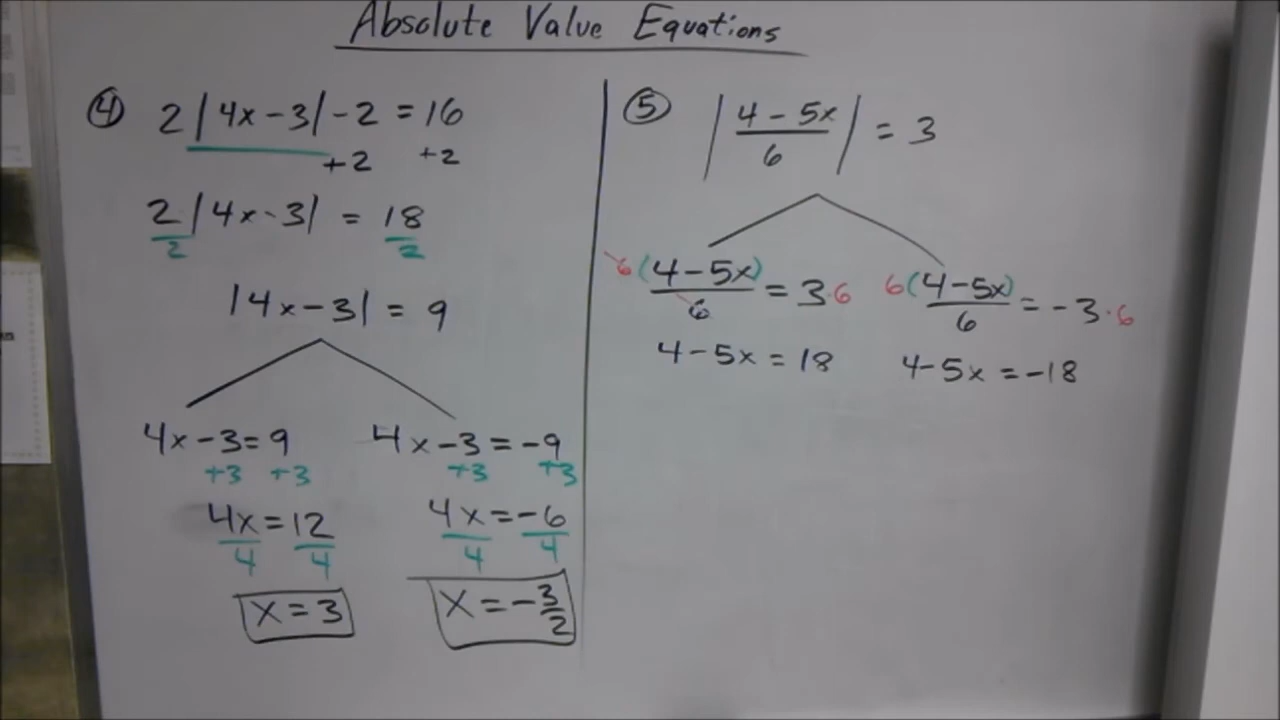 Absolute Value Equations
④ 2|4x-3|-2=16
+2 +2
2|4x-3| = 18
2 2
|4x-3| = 9
4x-3=9 4x-3=-9
+3 +3 +3 +3
4x=12 4x=-6
4 4 4 4
x=3 x=-3/2
⑤ |4-5x/6| = 3
6(4-5x)/6 = 3·6 6(4-5x)/6 = -3·6
4-5x=18 4-5x=-18